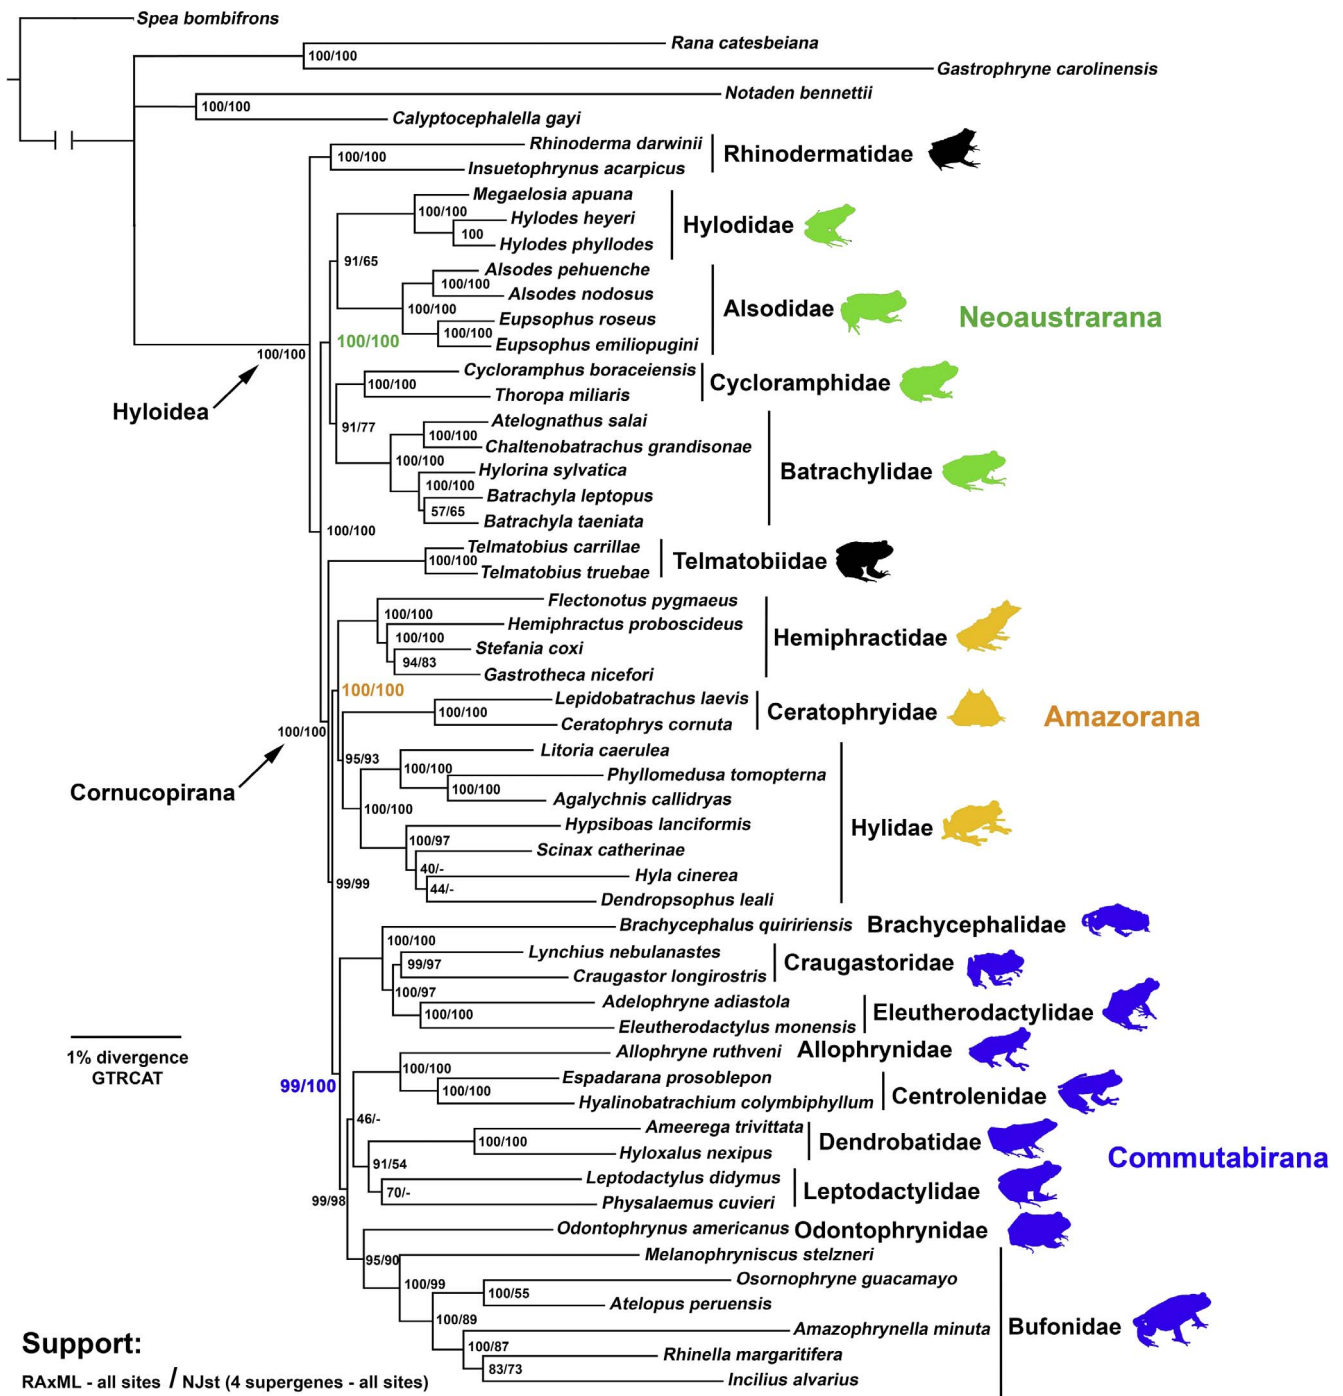 Spea bombifrons
Rana catesbeiana
100/100
Gastrophryne carolinensis
Notaden bennettii
100/100
Calyptocephalella gayi
Rhinoderma darwinii
100/100
Rhinodermatidae
Insuetophrynus acarpicus
Megaelosia apuana
100/100
Hylodes heyeri
Hylodidae
100
Hylodes phyllodes
91/65
Alsodes pehuenche
100/100
Alsodes nodosus
Alsodidae
100/100
Eupsophus roseus
Neoaustrarana
100/100
Eupsophus emiliopugini
100/100
100/100
Hyloidea
Cycloramphus boraceiensis
100/100
Cycloramphidae
Thoropa miliaris
91/77
Atelognathus salai
100/100
Chaltenobatrachus grandisonae
100/100
Hylorina sylvatica
Batrachylidae
100/100
Batrachyla leptopus
57/65
Batrachyla taeniata
100/100
Telmatobius carrillae
100/100
Telmatobiidae
Telmatobius truebae
Flectonotus pygmaeus
100/100
Hemiphractus proboscideus
Hemiphractidae
100/100
Stefania coxi
94/83
Gastrotheca nicefori
100/100
Lepidobatrachus laevis
100/100
Ceratophryidae
Amazorana
Ceratophrys cornuta
100/100
Cornucopirana
95/93
Litoria caerulea
100/100
Phyllomedusa tomopterna
100/100
Agalychnis callidryas
100/100
Hypsiboas lanciformis
Hylidae
100/97
Scinax catherinae
40/-
Hyla cinerea
44/-
Dendropsophus leali
99/99
Brachycephalus quiririensis
Brachycephalidae
100/100
Lynchius nebulanastes
99/97
Craugastoridae
Craugastor longirostris
100/97
Adelophryne adiastola
100/100
Eleutherodactylidae
Eleutherodactylus monensis
1% divergence
GTRCAT
99/100
Allophryne ruthveni
Allophrynidae
100/100
Espadarana prosoblepon
100/100
Centrolenidae
Hyalinobatrachium colymbiphyllum
46/-
Ameerega trivittata
100/100
Dendrobatidae
Hyloxalus nexipus
Commutabirana
91/54
Leptodactylus didymus
70/-
Leptodactylidae
Physalaemus cuvieri
99/98
Odontophrynus americanus
Odontophrynidae
95/90
Melanophryniscus stelzneri
100/99
Osornophryne guacamayo
100/55
Atelopus peruensis
100/89
Amazophrynella minuta
Bufonidae
100/87
Rhinella margaritifera
83/73
Incilius alvarius
Support:
RAxML - all sites / NJst (4 supergenes - all sites)